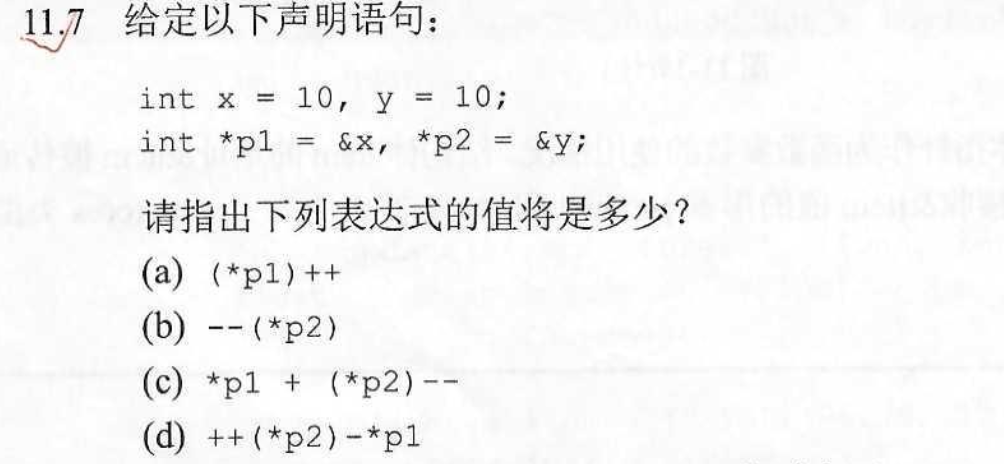 11.7 给定以下声明语句：
int x = 10, y = 10;
int *p1 = &x, *p2 = &y;
请指出下列表达式的值将是多少？
(a) (*p1)++
(b) --(*p2)
(c) *p1 + (*p2)--
(d) ++(*p2)-*p1